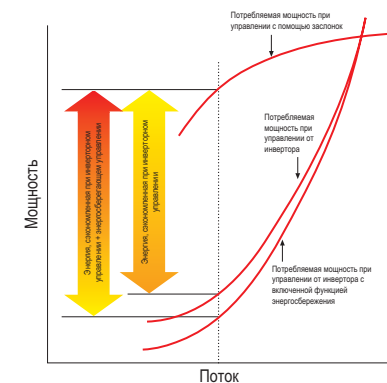 Потребляемая мощность при
управлении с помощью заслонок
Потребляемая
мощность при
управлении от
инвертора
Энергия, сэкономленная при инверторном
управлении + энергосберегающем управлении
Энергия, сэкономленная при инверторном
управлении
Потребляемая мощность при
управлении от инвертора с
включенной функцией
энергосбережения
Мощность
Поток